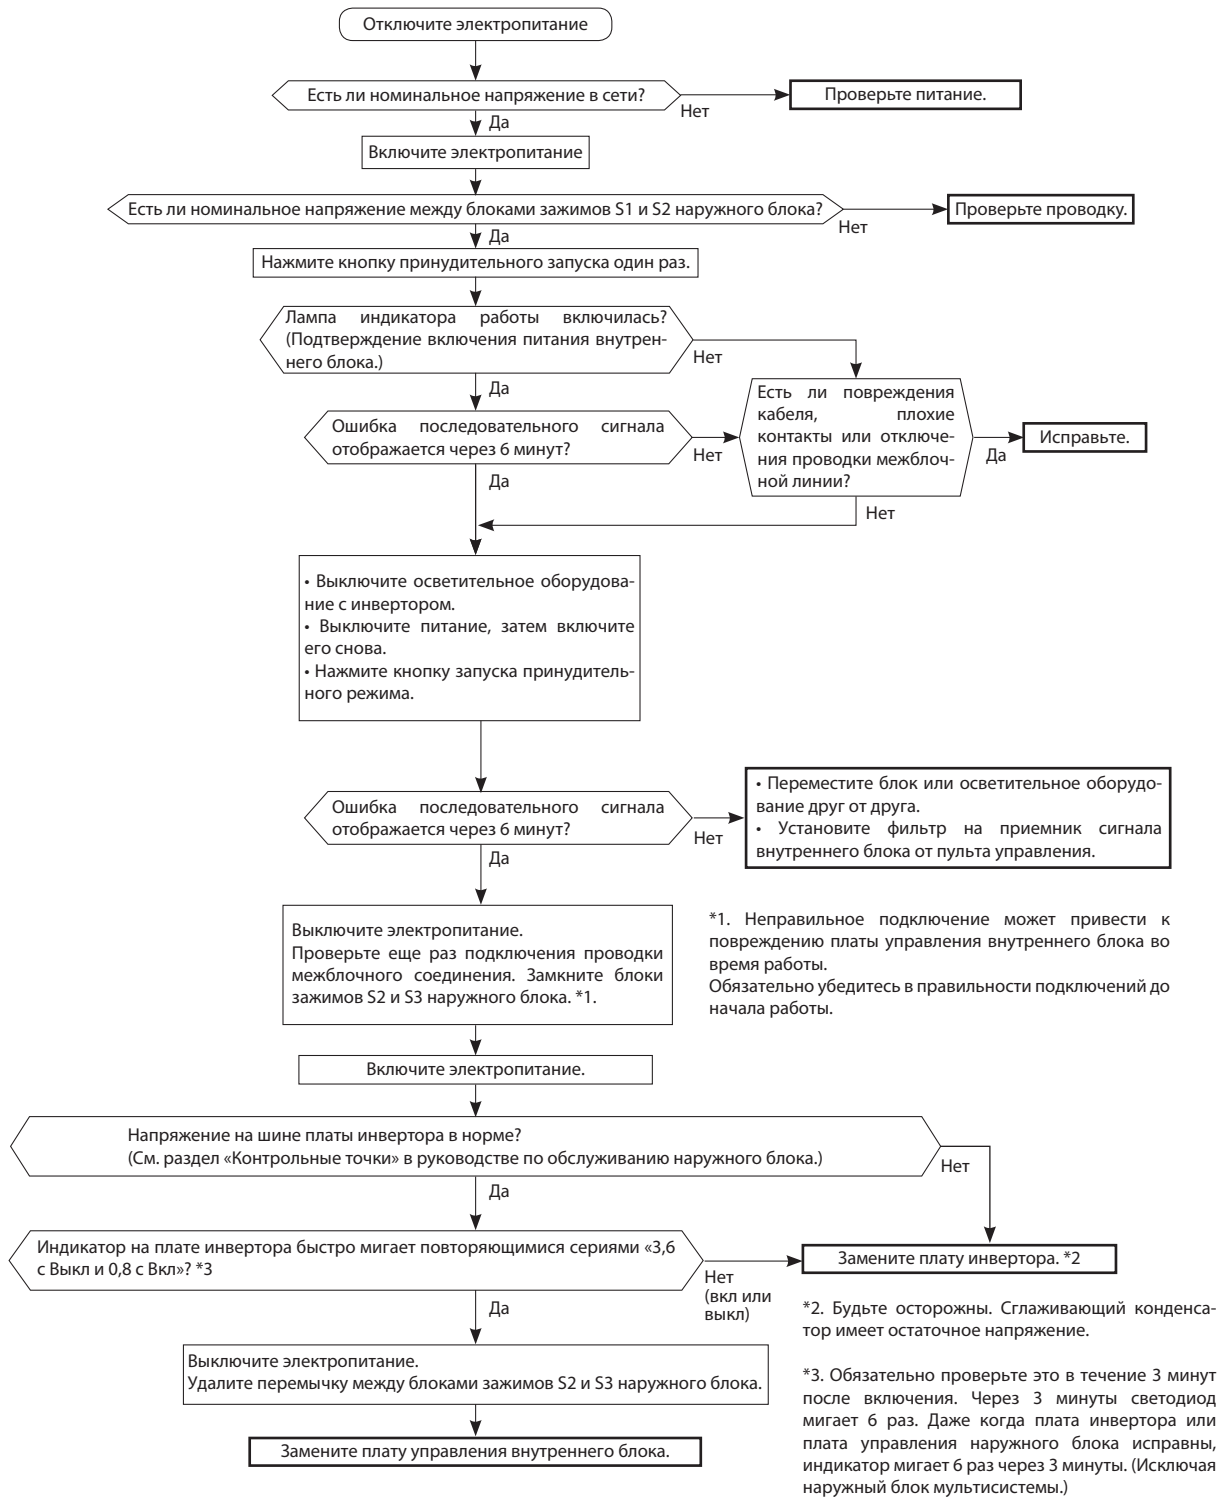 Отключите электропитание
Есть ли номинальное напряжение в сети?
Нет
Проверьте питание.
Да
Включите электропитание
Есть ли номинальное напряжение между блоками зажимов S1 и S2 наружного блока?
Нет
Проверьте проводку.
Да
Нажмите кнопку принудительного запуска один раз.
Лампа индикатора работы включилась?
(Подтверждение включения питания внутрен-
него блока.)
Нет
Да
Есть ли повреждения
кабеля, плохие
контакты или отключе-
ния проводки межблоч-
ной линии?
Да
Исправьте.
Нет
Ошибка последовательного сигнала
отображается через 6 минут?
Нет
Да
• Выключите осветительное оборудова-
ние с инвертором.
• Выключите питание, затем включите
его снова.
• Нажмите кнопку запуска принудитель-
ного режима.
Ошибка последовательного сигнала
отображается через 6 минут?
Нет
• Переместите блок или осветительное оборудо-
вание друг от друга.
• Установите фильтр на приемник сигнала
внутреннего блока от пульта управления.
Да
Выключите электропитание.
Проверьте еще раз подключения проводки
межблочного соединения. Замкните блоки
зажимов S2 и S3 наружного блока. *1.
*1. Неправильное подключение может привести к
повреждению платы управления внутреннего блока во
время работы.
Обязательно убедитесь в правильности подключений до
начала работы.
Включите электропитание.
Напряжение на шине платы инвертора в норме?
(См. раздел «Контрольные точки» в руководстве по обслуживанию наружного блока.)
Нет
Да
Индикатор на плате инвертора быстро мигает повторяющимися сериями «3,6
с Выкл и 0,8 с Вкл»? *3
Нет
(вкл или
выкл)
Замените плату инвертора. *2
Да
*2. Будьте осторожны. Сглаживающий конденса-
тор имеет остаточное напряжение.
Выключите электропитание.
Удалите перемычку между блоками зажимов S2 и S3 наружного блока.
*3. Обязательно проверьте это в течение 3 минут
после включения. Через 3 минуты светодиод
мигает 6 раз. Даже когда плата инвертора или
плата управления наружного блока исправны,
индикатор мигает 6 раз через 3 минуты. (Исключая
наружный блок мультисистемы.)
Замените плату управления внутреннего блока.